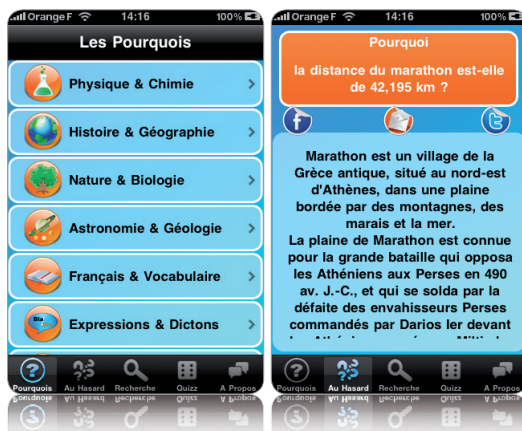 Orange F 14:16 100%
Les Pourquoi
Physique & Chimie
Histoire & Géographie
Nature & Biologie
Astronomie & Géologie
Français & Vocabulaire
Bla
Expressions & Dictons
Pourquois Au Hasard Recherche Quizz A Propos
Orange F 14:16 100%
Pourquoi
la distance du marathon est-elle
de 42,195 km ?
Marathon est un village de la
Grèce antique, situé au nord-est
d'Athènes, dans une plaine
bordée par des montagnes, des
marais et la mer.
La plaine de Marathon est connue
pour la grande bataille qui opposa
les Athéniens aux Perses en 490
av. J.-C., et qui se solda par la
défaite des envahisseurs Perses
commandés par Darios Ier devant
Pourquois Au Hasard Recherche Quizz A Propos